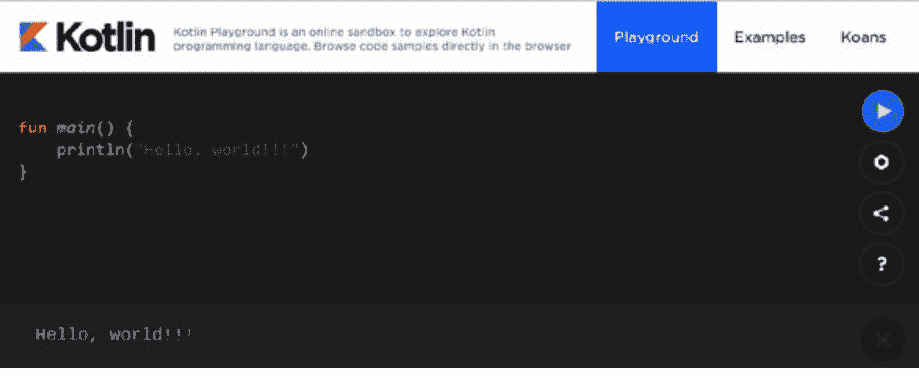 Kotlin
Kotlin Playground is an online sandbox to explore Kotlin
programming language. Browse code samples directly in the browser
Playground
Examples
Koans
fun main() {
    println("Hello, world!!!")
}
?
Hello, world!!!